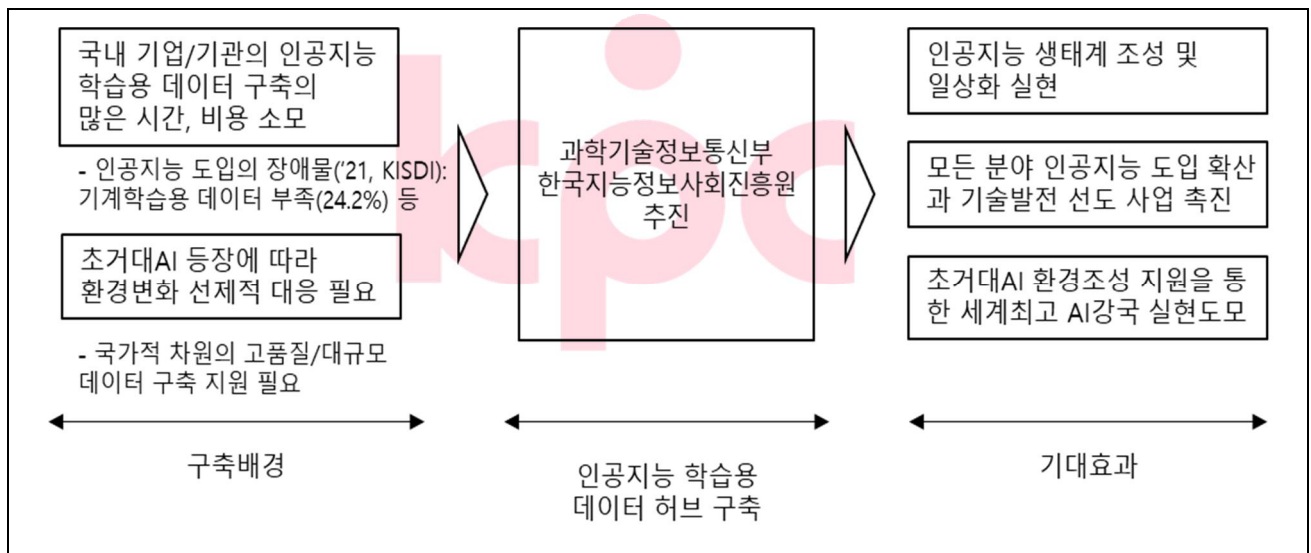 국내 기업/기관의 인공지능
학습용 데이터 구축의
많은 시간, 비용 소모
- 인공지능 도입의 장애물('21, KISDI):
기계학습용 데이터 부족(24.2%) 등
초거대AI 등장에 따라
환경변화 선제적 대응 필요
- 국가적 차원의 고품질/대규모
데이터 구축 지원 필요
구축배경
kpc
과학기술정보통신부
한국지능정보사회진흥원
추진
인공지능 학습용
데이터 허브 구축
인공지능 생태계 조성 및
일상화 실현
모든 분야 인공지능 도입 확산
과 기술발전 선도 사업 촉진
초거대AI 환경조성 지원을 통
한 세계최고 AI강국 실현도모
기대효과